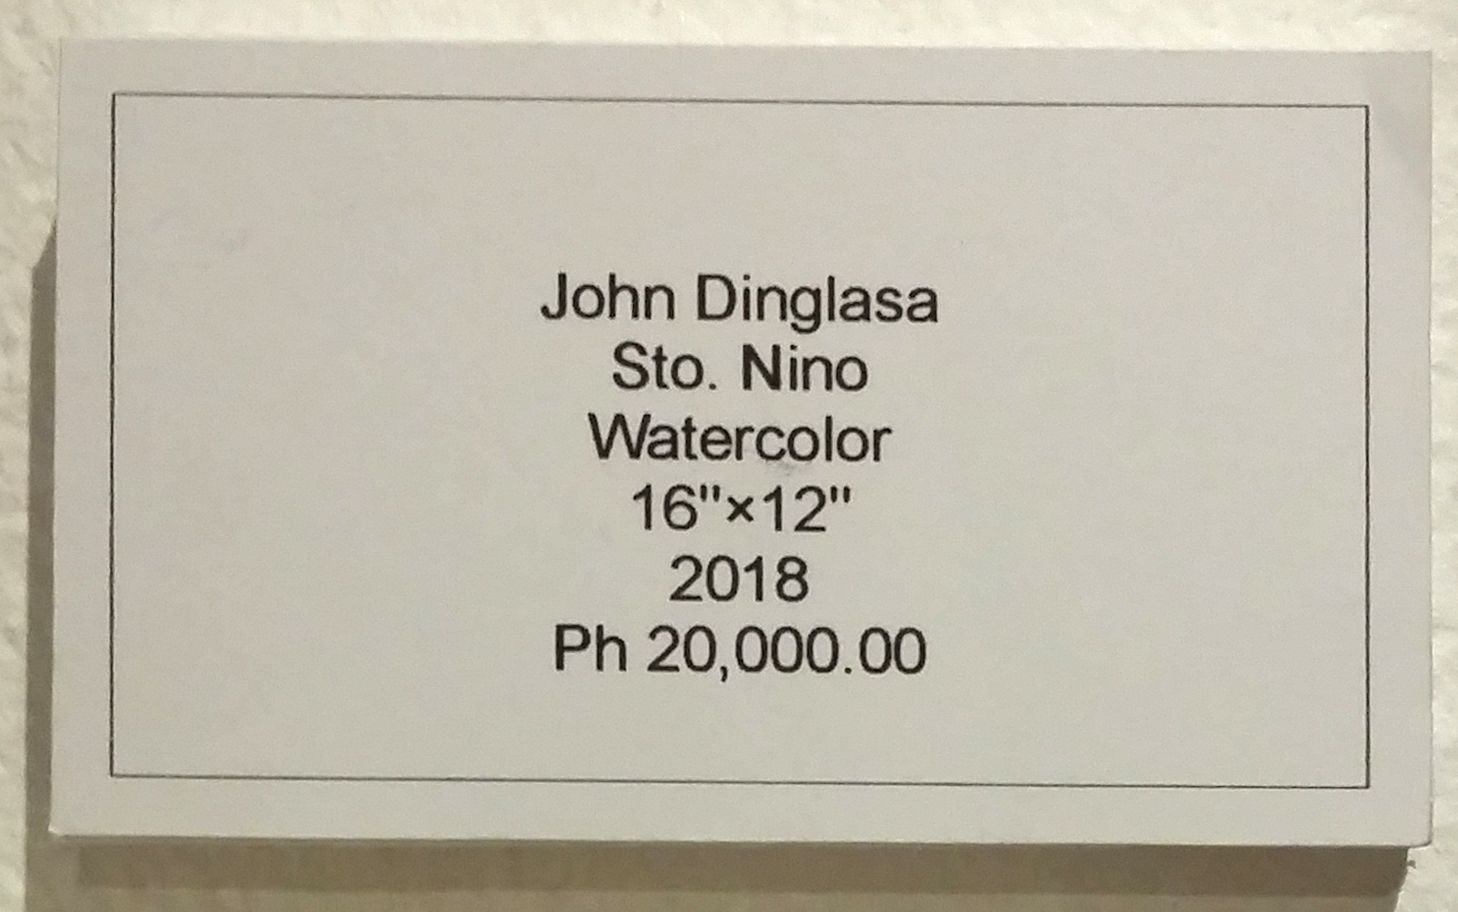 John Dinglasa
Sto. Nino
Watercolor
16"×12"
2018
Ph 20,000.00